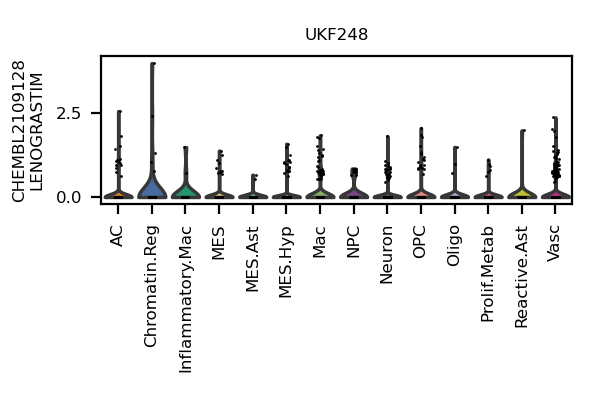 UKF248
CHEMBL2109128
LENOGRASTIM
2.5
0.0
AC
Chromatin.Reg
Inflammatory.Mac
MES
MES.Ast
MES.Hyp
Mac
NPC
Neuron
OPC
Oligo
Prolif.Metab
Reactive.Ast
Vasc